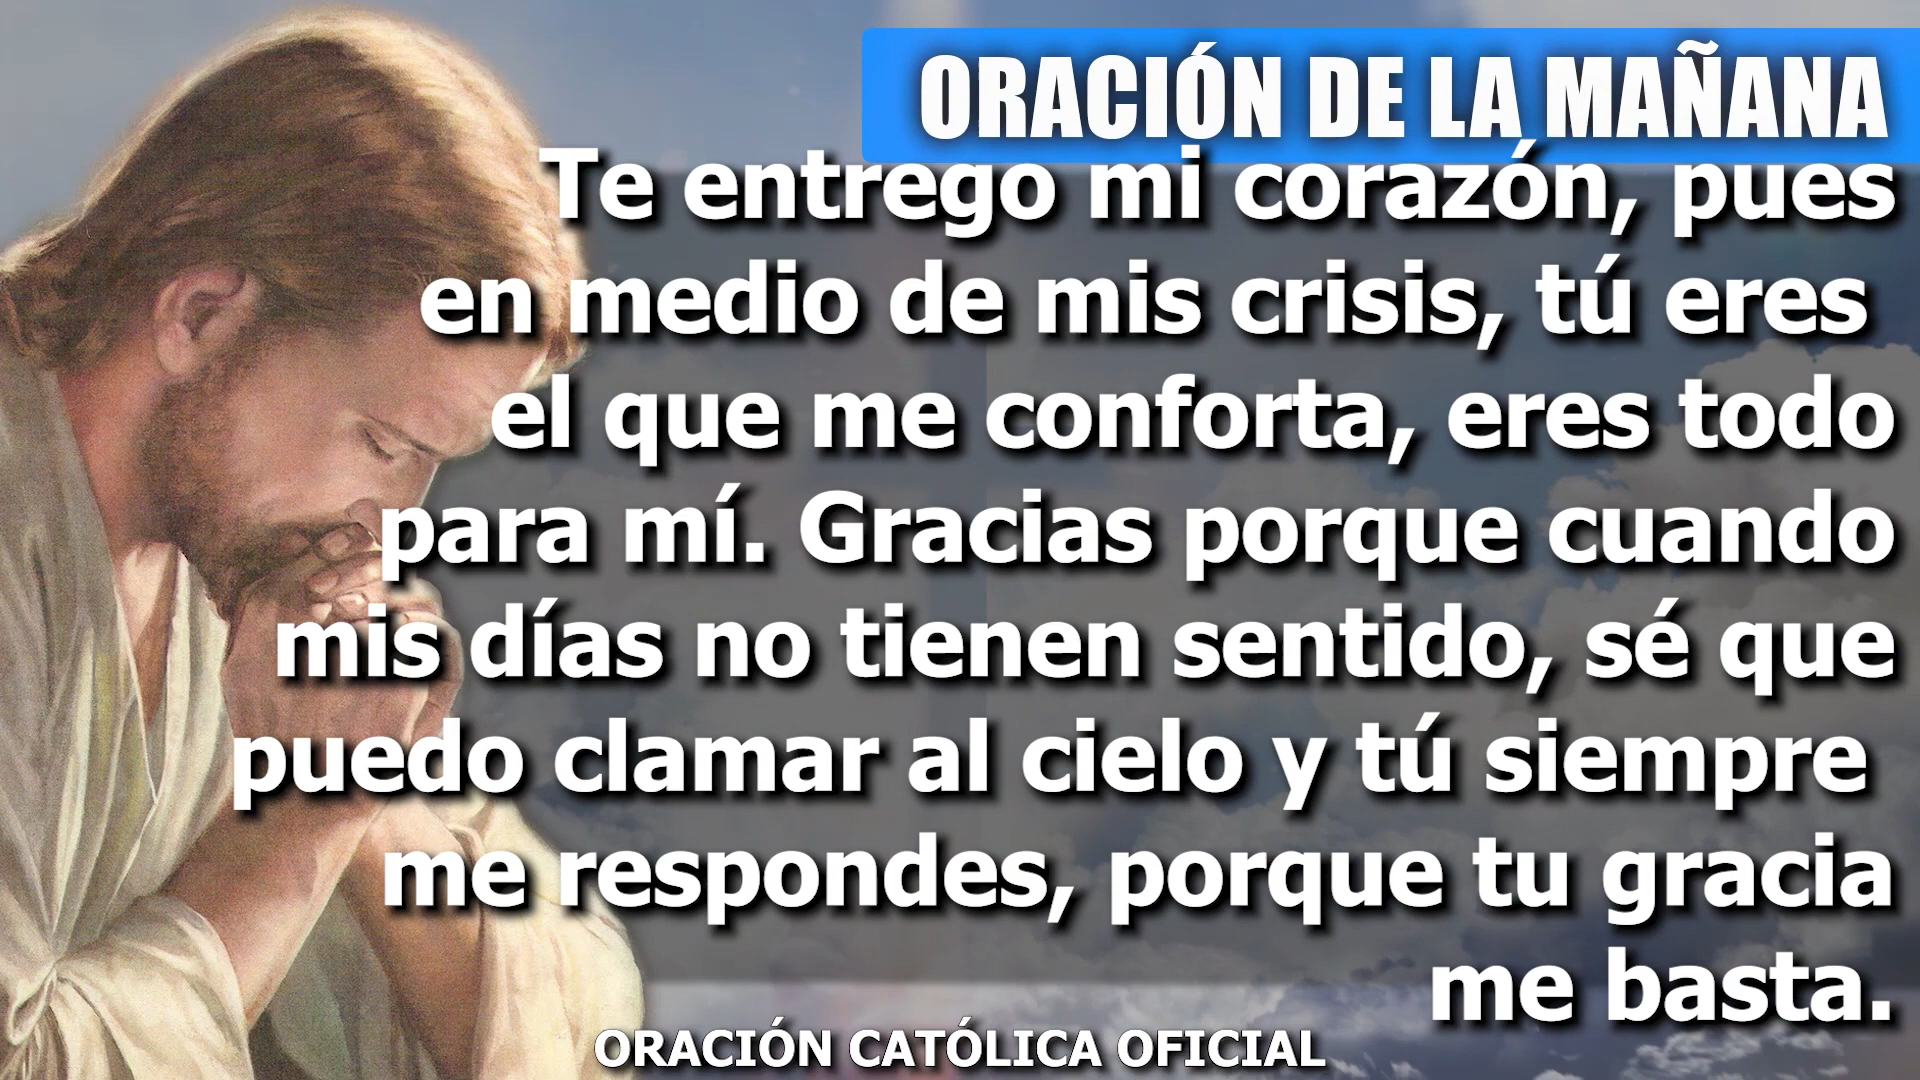 ORACIÓN DE LA MAÑANA
Te entrego mi corazón, pues
en medio de mis crisis, tú eres
el que me conforta, eres todo
para mí. Gracias porque cuando
mis días no tienen sentido, sé que
puedo clamar al cielo y tú siempre
me respondes, porque tu gracia
me basta.
ORACIÓN CATÓLICA OFICIAL